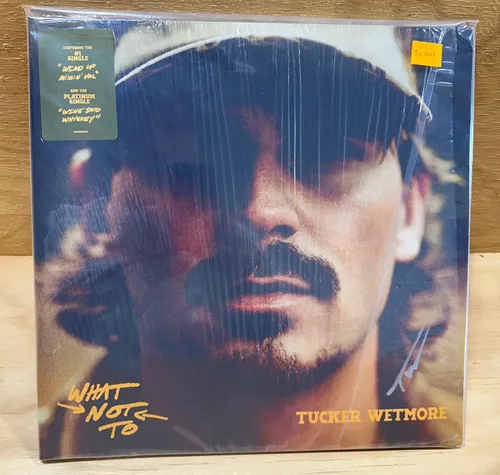 FEATURING THE
#1
SINGLE
"WIND UP
MISSIN' YOU"
AND THE
PLATINUM
SINGLE
"WINE INTO
WHISKEY"
WHAT
NOT
TO
TUCKER WETMORE